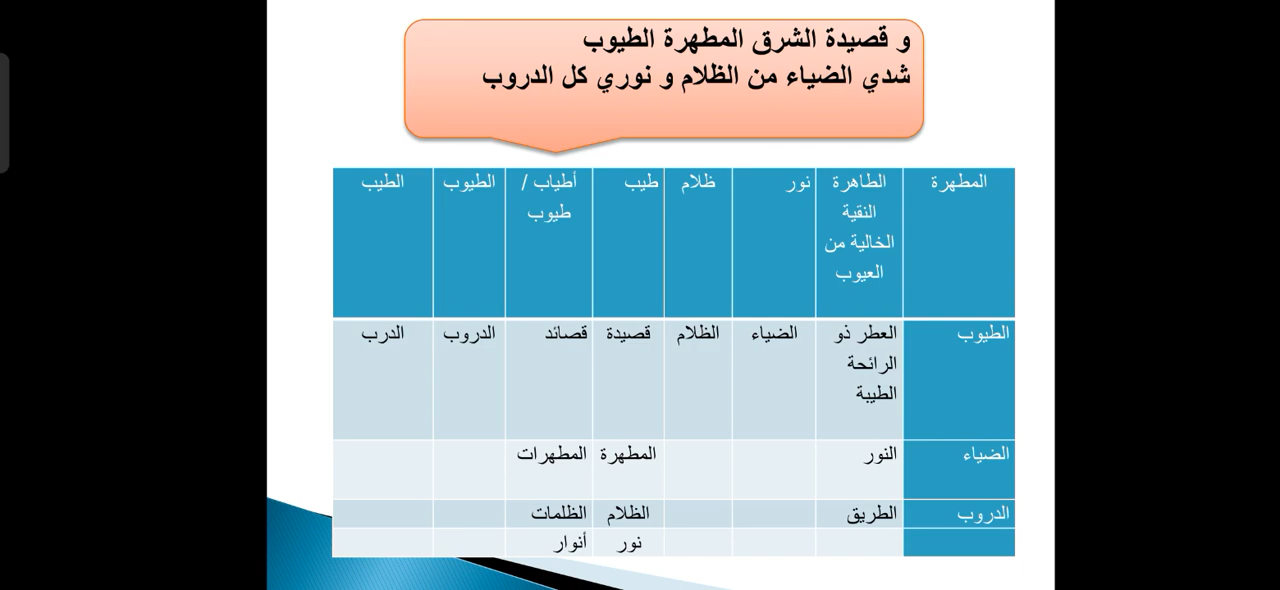 و قصيدة الشرق المطهرة الطيوب
شدي الضياء من الظلام و نوري كل الدروب
المطهرة الطاهرة النقية الخالية من العيوب نور ظلام طيب أطياب / طيوب الطيوب الطيب
الطيوب العطر ذو الرائحة الطيبة الضياء الظلام قصيدة قصائد الدروب الدرب
الضياء النور المطهرة المطهرات
الدروب الطريق الظلام الظلمات
نور أنوار